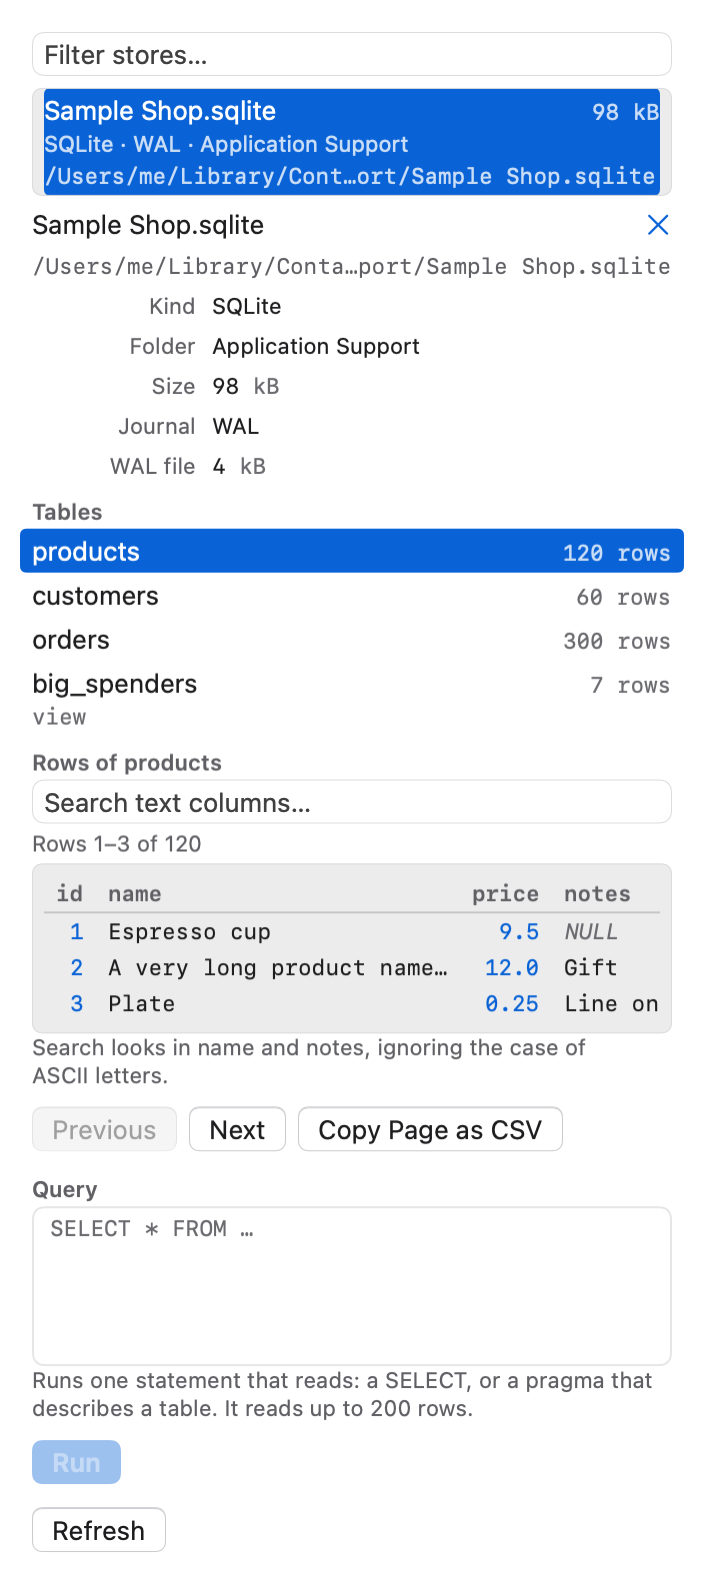 Filter stores…
Sample Shop.sqlite 98 kB
SQLite · WAL · Application Support
/Users/me/Library/Cont…ort/Sample Shop.sqlite
Sample Shop.sqlite
/Users/me/Library/Conta…port/Sample Shop.sqlite
Kind SQLite
Folder Application Support
Size 98 kB
Journal WAL
WAL file 4 kB
Tables
products 120 rows
customers 60 rows
orders 300 rows
big_spenders 7 rows
view
Rows of products
Search text columns…
Rows 1–3 of 120
id name price notes
1 Espresso cup 9.5 NULL
2 A very long product name… 12.0 Gift
3 Plate 0.25 Line on
Search looks in name and notes, ignoring the case of
ASCII letters.
Previous Next Copy Page as CSV
Query
SELECT * FROM …
Runs one statement that reads: a SELECT, or a pragma that
describes a table. It reads up to 200 rows.
Run
Refresh